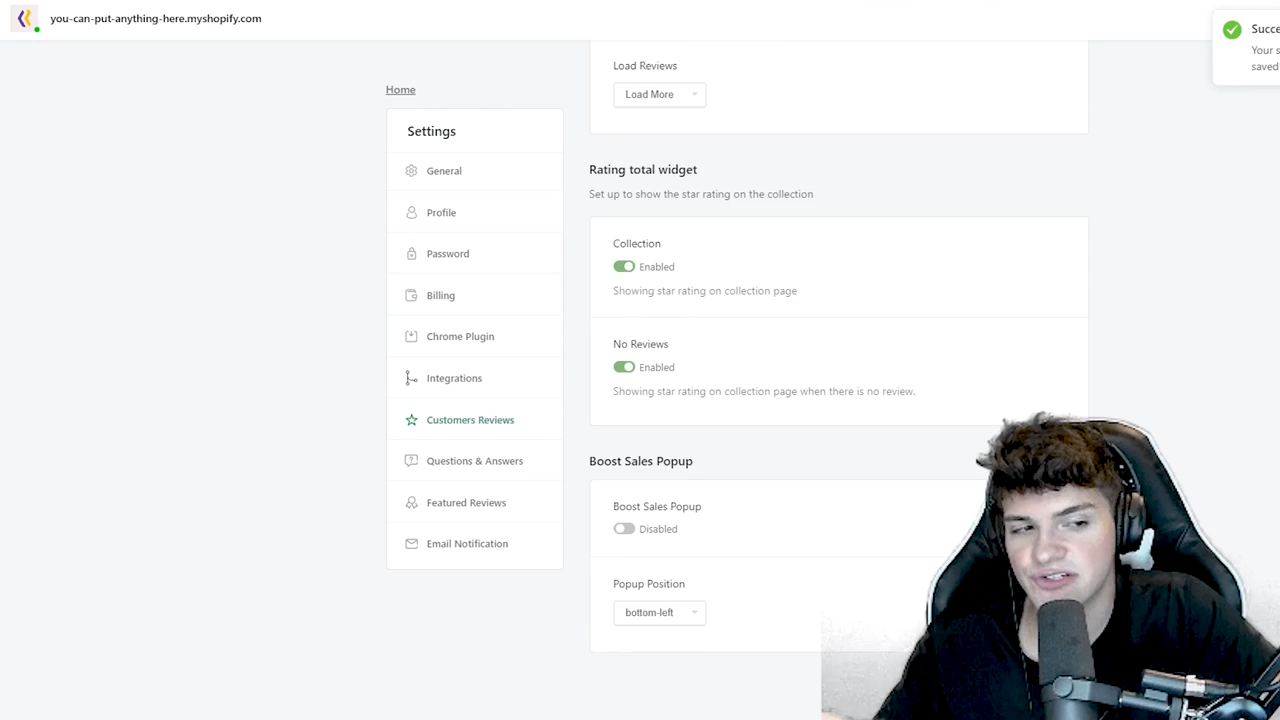 you-can-put-anything-here.myshopify.com
Your s
saved
Load Reviews
Load More
Home
Settings
General
Profile
Password
Billing
Chrome Plugin
Integrations
Customers Reviews
Questions & Answers
Featured Reviews
Email Notification
Rating total widget
Set up to show the star rating on the collection
Collection
Enabled
Showing star rating on collection page
No Reviews
Enabled
Showing star rating on collection page when there is no review.
Boost Sales Popup
Boost Sales Popup
Disabled
Popup Position
bottom-left